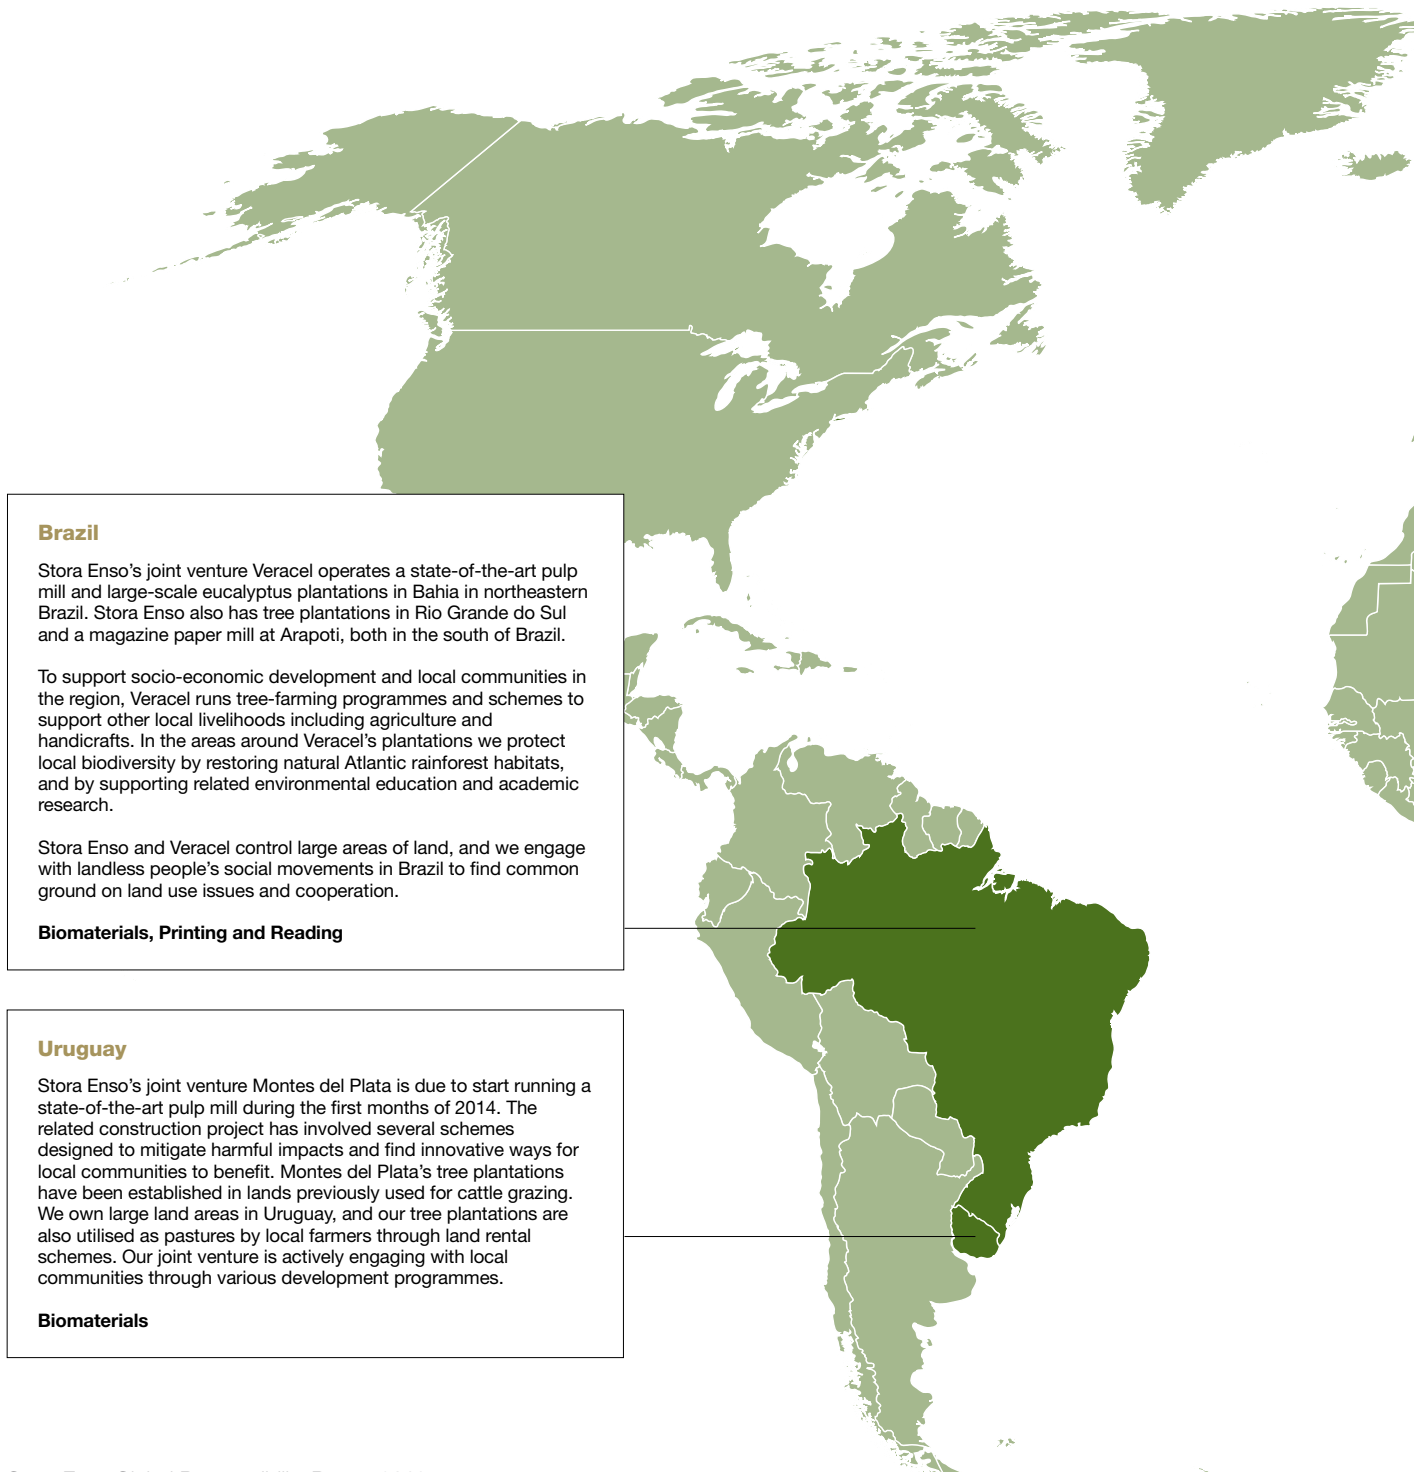 Brazil
Stora Enso’s joint venture Veracel operates a state-of-the-art pulp
mill and large-scale eucalyptus plantations in Bahia in northeastern
Brazil. Stora Enso also has tree plantations in Rio Grande do Sul
and a magazine paper mill at Arapoti, both in the south of Brazil.
To support socio-economic development and local communities in
the region, Veracel runs tree-farming programmes and schemes to
support other local livelihoods including agriculture and
handicrafts. In the areas around Veracel’s plantations we protect
local biodiversity by restoring natural Atlantic rainforest habitats,
and by supporting related environmental education and academic
research.
Stora Enso and Veracel control large areas of land, and we engage
with landless people’s social movements in Brazil to find common
ground on land use issues and cooperation.
Biomaterials, Printing and Reading
Uruguay
Stora Enso’s joint venture Montes del Plata is due to start running a
state-of-the-art pulp mill during the first months of 2014. The
related construction project has involved several schemes
designed to mitigate harmful impacts and find innovative ways for
local communities to benefit. Montes del Plata’s tree plantations
have been established in lands previously used for cattle grazing.
We own large land areas in Uruguay, and our tree plantations are
also utilised as pastures by local farmers through land rental
schemes. Our joint venture is actively engaging with local
communities through various development programmes.
Biomaterials